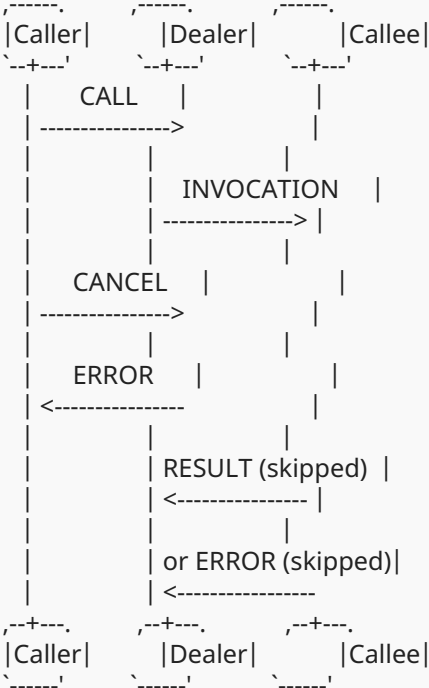 ,------.          ,------.          ,------.
|Caller|          |Dealer|          |Callee|
`--+---'          `--+---'          `--+---'
   |       CALL      |                 |
   | ---------------->                 |
   |                 |                 |
   |                 |    INVOCATION   |
   |                 | ----------------> |
   |                 |                 |
   |      CANCEL     |                 |
   | ---------------->                 |
   |                 |                 |
   |      ERROR      |                 |
   | <----------------                 |
   |                 |                 |
   |                 | RESULT (skipped) |
   |                 | <---------------- |
   |                 |                 |
   |                 | or ERROR (skipped)|
   |                 | <-----------------
,--+---.          ,--+---.          ,--+---.
|Caller|          |Dealer|          |Callee|
`------'          `------'          `------'